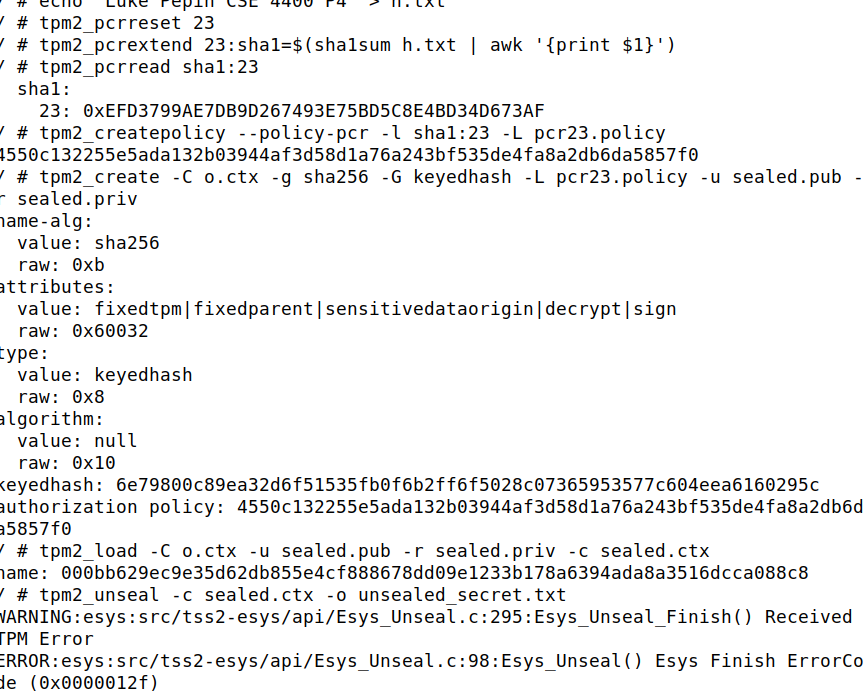 / # echo "Luke Pepin CSE 4400 P4" > h.txt
/ # tpm2_pcrreset 23
/ # tpm2_pcrextend 23:sha1=$(sha1sum h.txt | awk '{print $1}')
/ # tpm2_pcrread sha1:23
sha1:
23: 0xEFD3799AE7DB9D267493E75BD5C8E4BD34D673AF
/ # tpm2_createpolicy --policy-pcr -l sha1:23 -L pcr23.policy
4550c132255e5ada132b03944af3d58d1a76a243bf535de4fa8a2db6da5857f0
/ # tpm2_create -C o.ctx -g sha256 -G keyedhash -L pcr23.policy -u sealed.pub -
r sealed.priv
name-alg:
value: sha256
raw: 0xb
attributes:
value: fixedtpm|fixedparent|sensitivedataorigin|decrypt|sign
raw: 0x60032
type:
value: keyedhash
raw: 0x8
algorithm:
value: null
raw: 0x10
keyedhash: 6e79800c89ea32d6f51535fb0f6b2ff6f5028c07365953577c604eea6160295c
authorization policy: 4550c132255e5ada132b03944af3d58d1a76a243bf535de4fa8a2db6d
a5857f0
/ # tpm2_load -C o.ctx -u sealed.pub -r sealed.priv -c sealed.ctx
name: 000bb629ec9e35d62db855e4cf888678dd09e1233b178a6394ada8a3516dcca088c8
/ # tpm2_unseal -c sealed.ctx -o unsealed_secret.txt
WARNING:esys:src/tss2-esys/api/Esys_Unseal.c:295:Esys_Unseal_Finish() Received
TPM Error
ERROR:esys:src/tss2-esys/api/Esys_Unseal.c:98:Esys_Unseal() Esys Finish ErrorCo
de (0x0000012f)